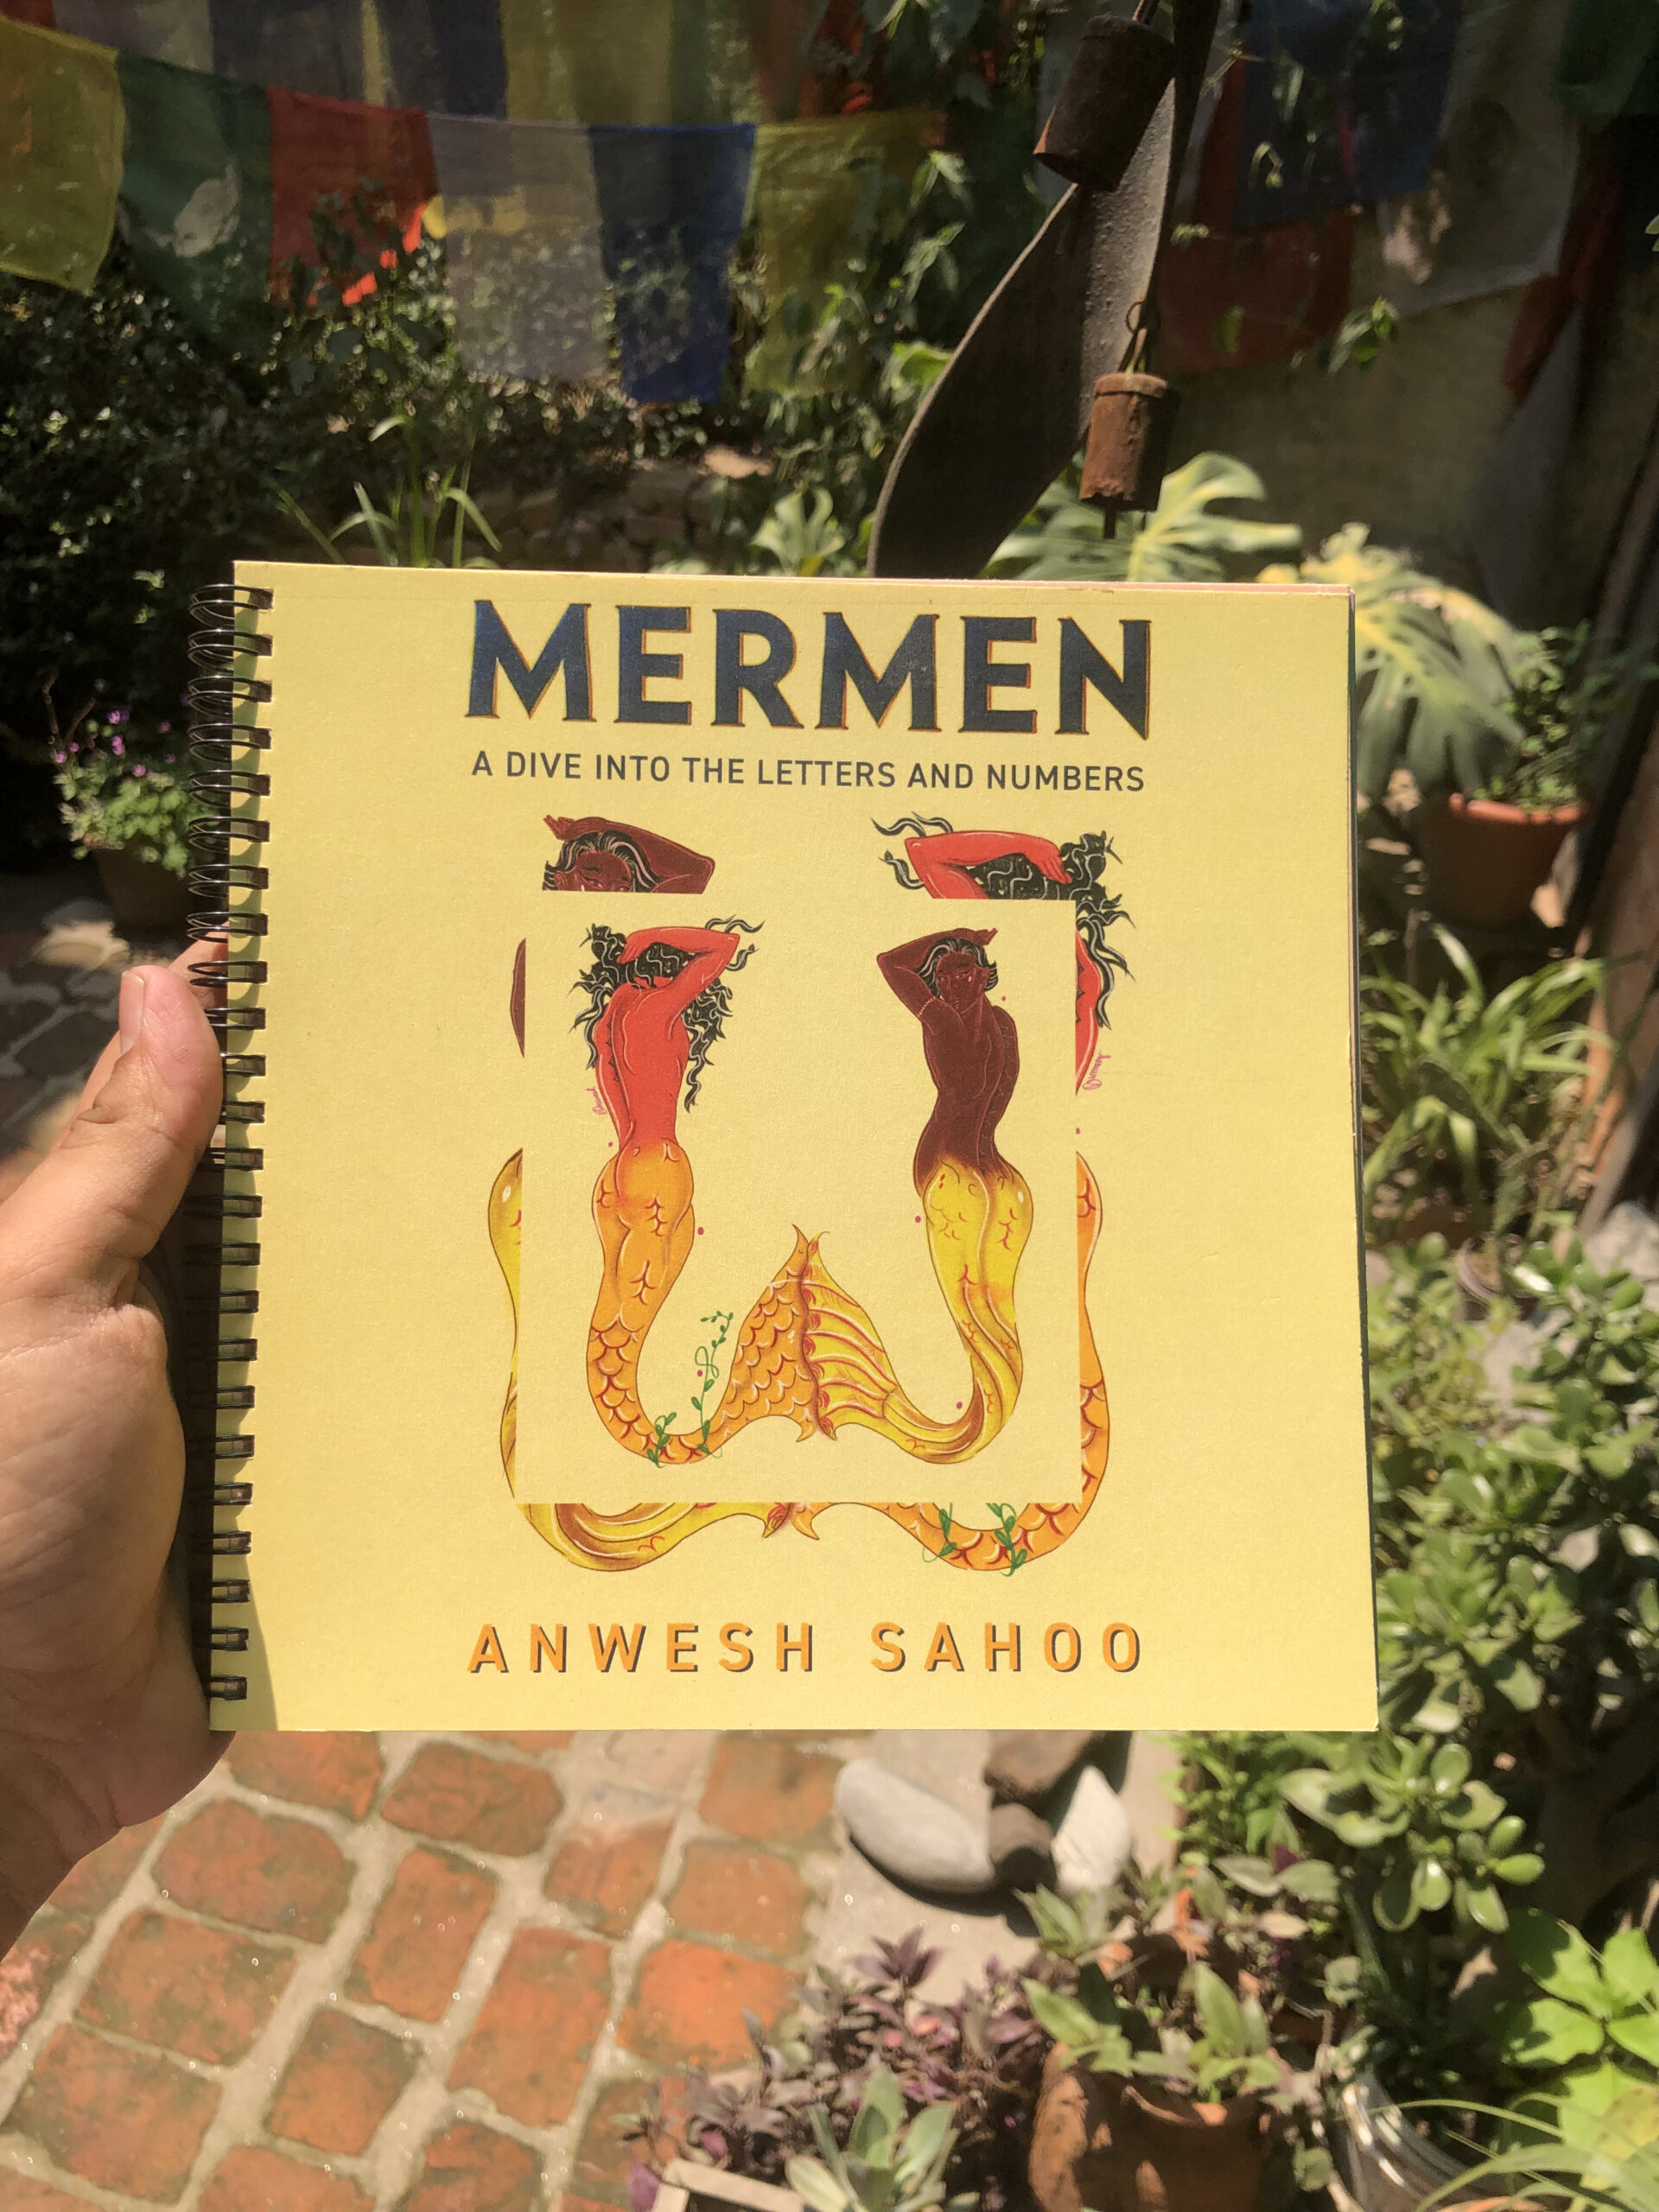 MERMEN
A DIVE INTO THE LETTERS AND NUMBERS
ANWESH SAHOO